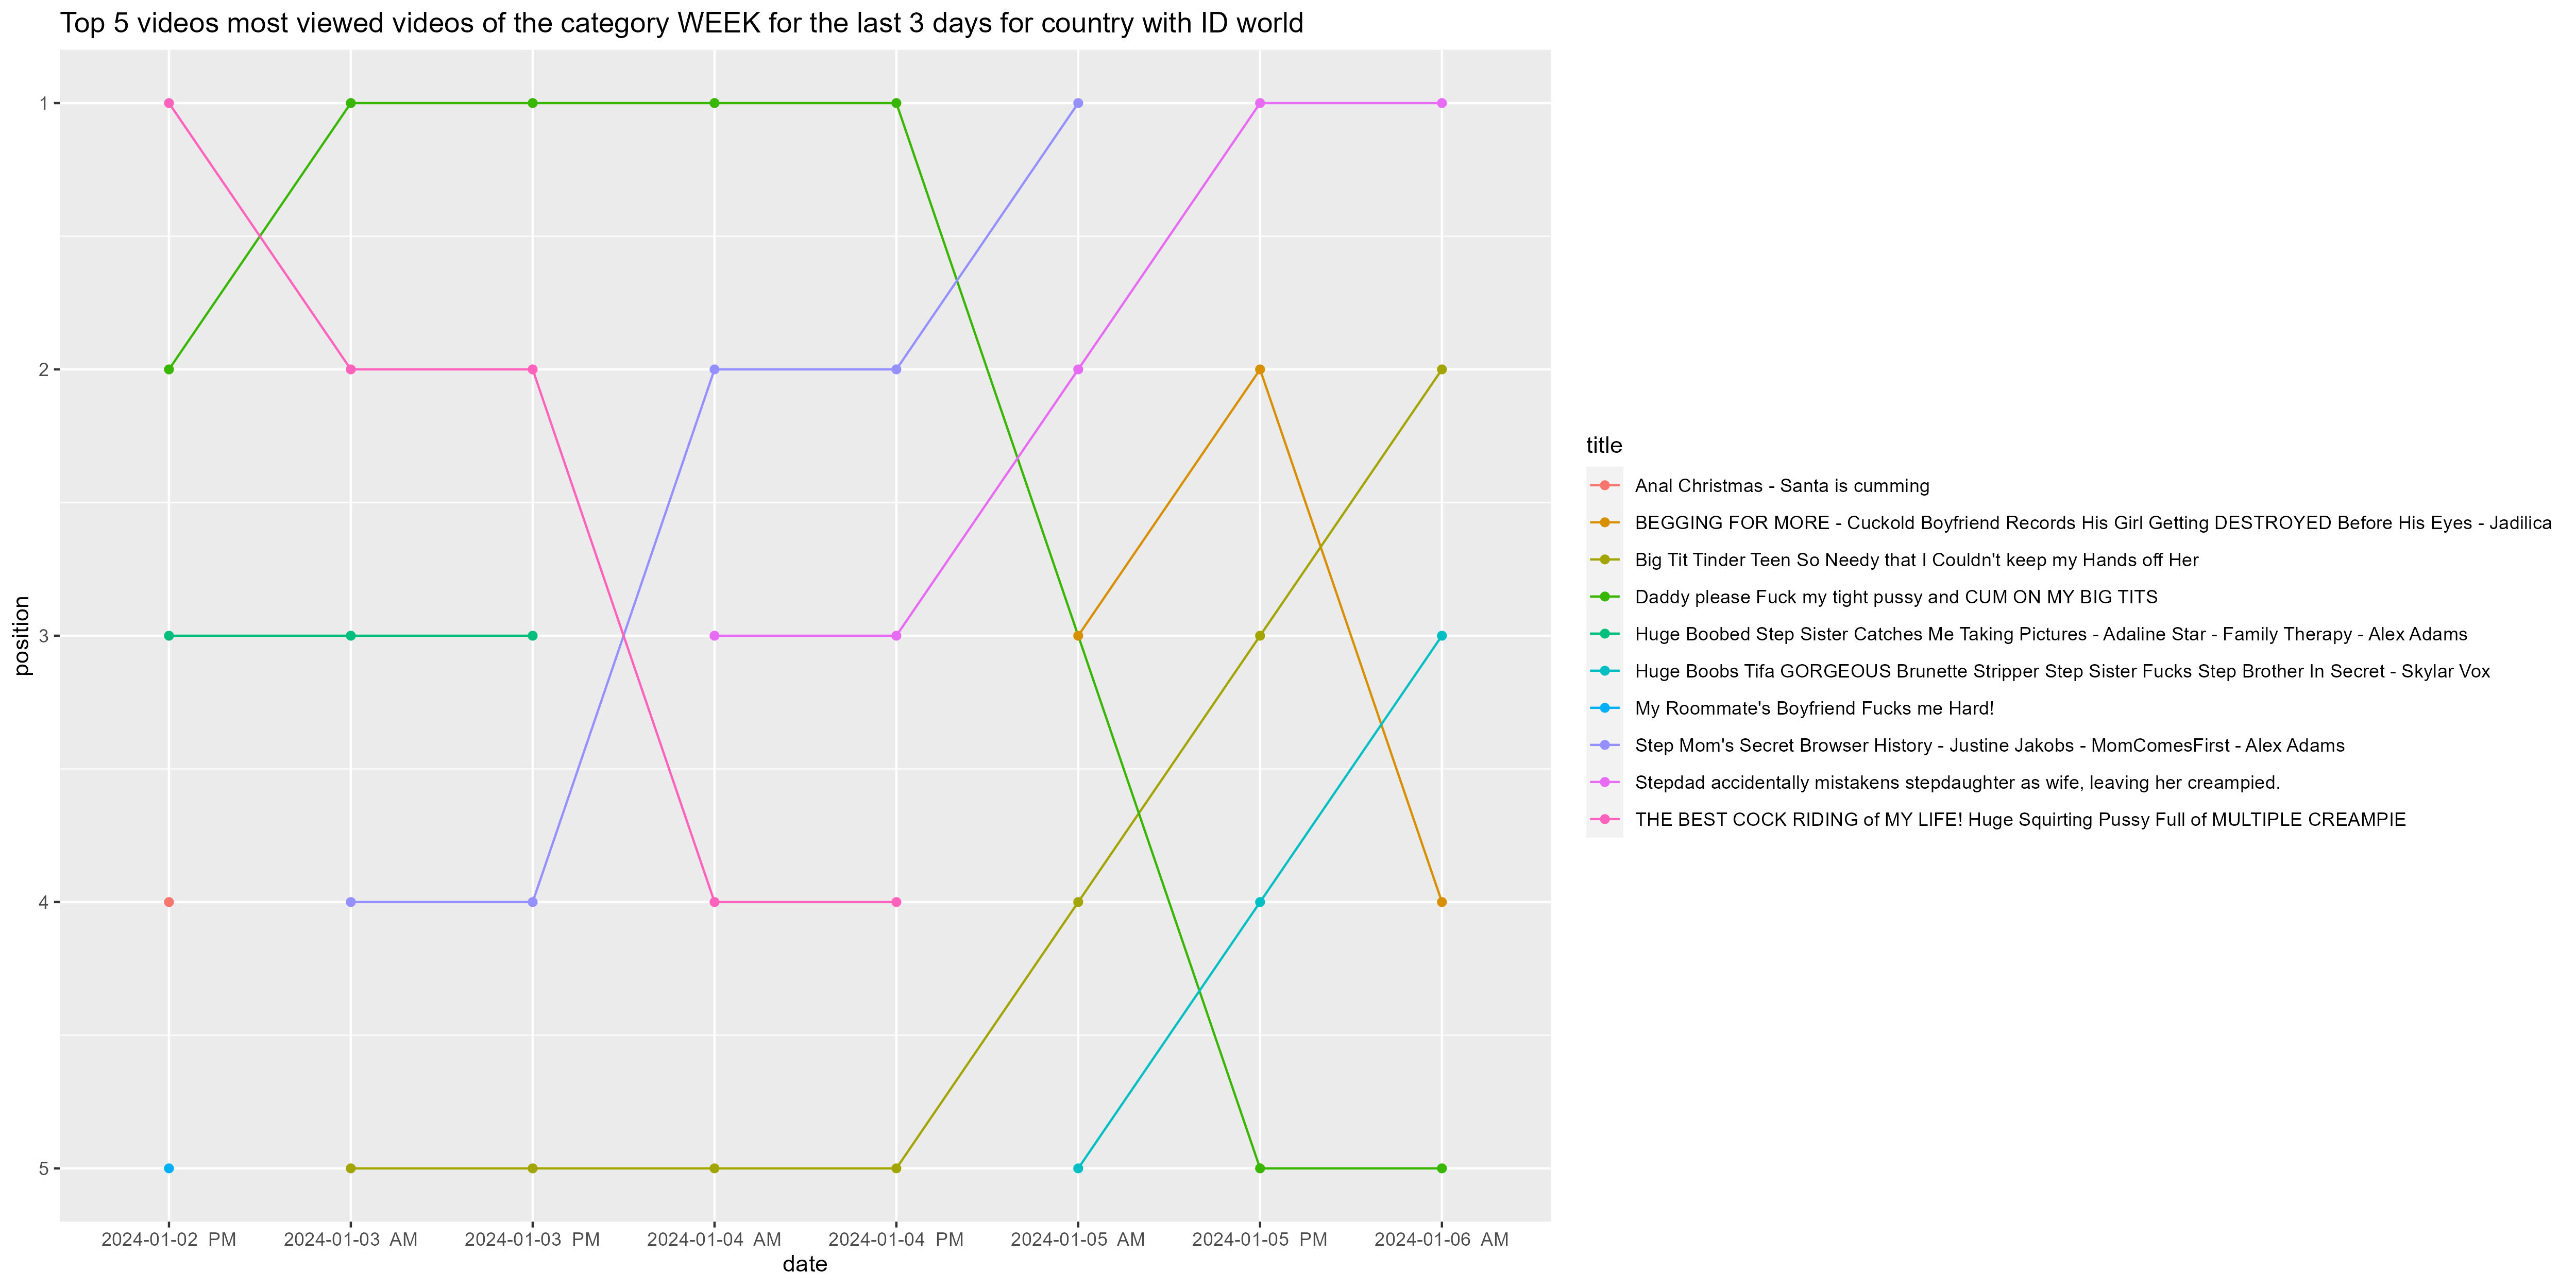 Top 5 videos most viewed videos of the category WEEK for the last 3 days for country with ID world
position
1
2
3
4
5
2024-01-02 PM
2024-01-03 AM
2024-01-03 PM
2024-01-04 AM
2024-01-04 PM
2024-01-05 AM
2024-01-05 PM
2024-01-06 AM
date
title
Anal Christmas - Santa is cumming
BEGGING FOR MORE - Cuckold Boyfriend Records His Girl Getting DESTROYED Before His Eyes - Jadilica
Big Tit Tinder Teen So Needy that I Couldn't keep my Hands off Her
Daddy please Fuck my tight pussy and CUM ON MY BIG TITS
Huge Boobed Step Sister Catches Me Taking Pictures - Adaline Star - Family Therapy - Alex Adams
Huge Boobs Tifa GORGEOUS Brunette Stripper Step Sister Fucks Step Brother In Secret - Skylar Vox
My Roommate's Boyfriend Fucks me Hard!
Step Mom's Secret Browser History - Justine Jakobs - MomComesFirst - Alex Adams
Stepdad accidentally mistakens stepdaughter as wife, leaving her creampied.
THE BEST COCK RIDING of MY LIFE! Huge Squirting Pussy Full of MULTIPLE CREAMPIE